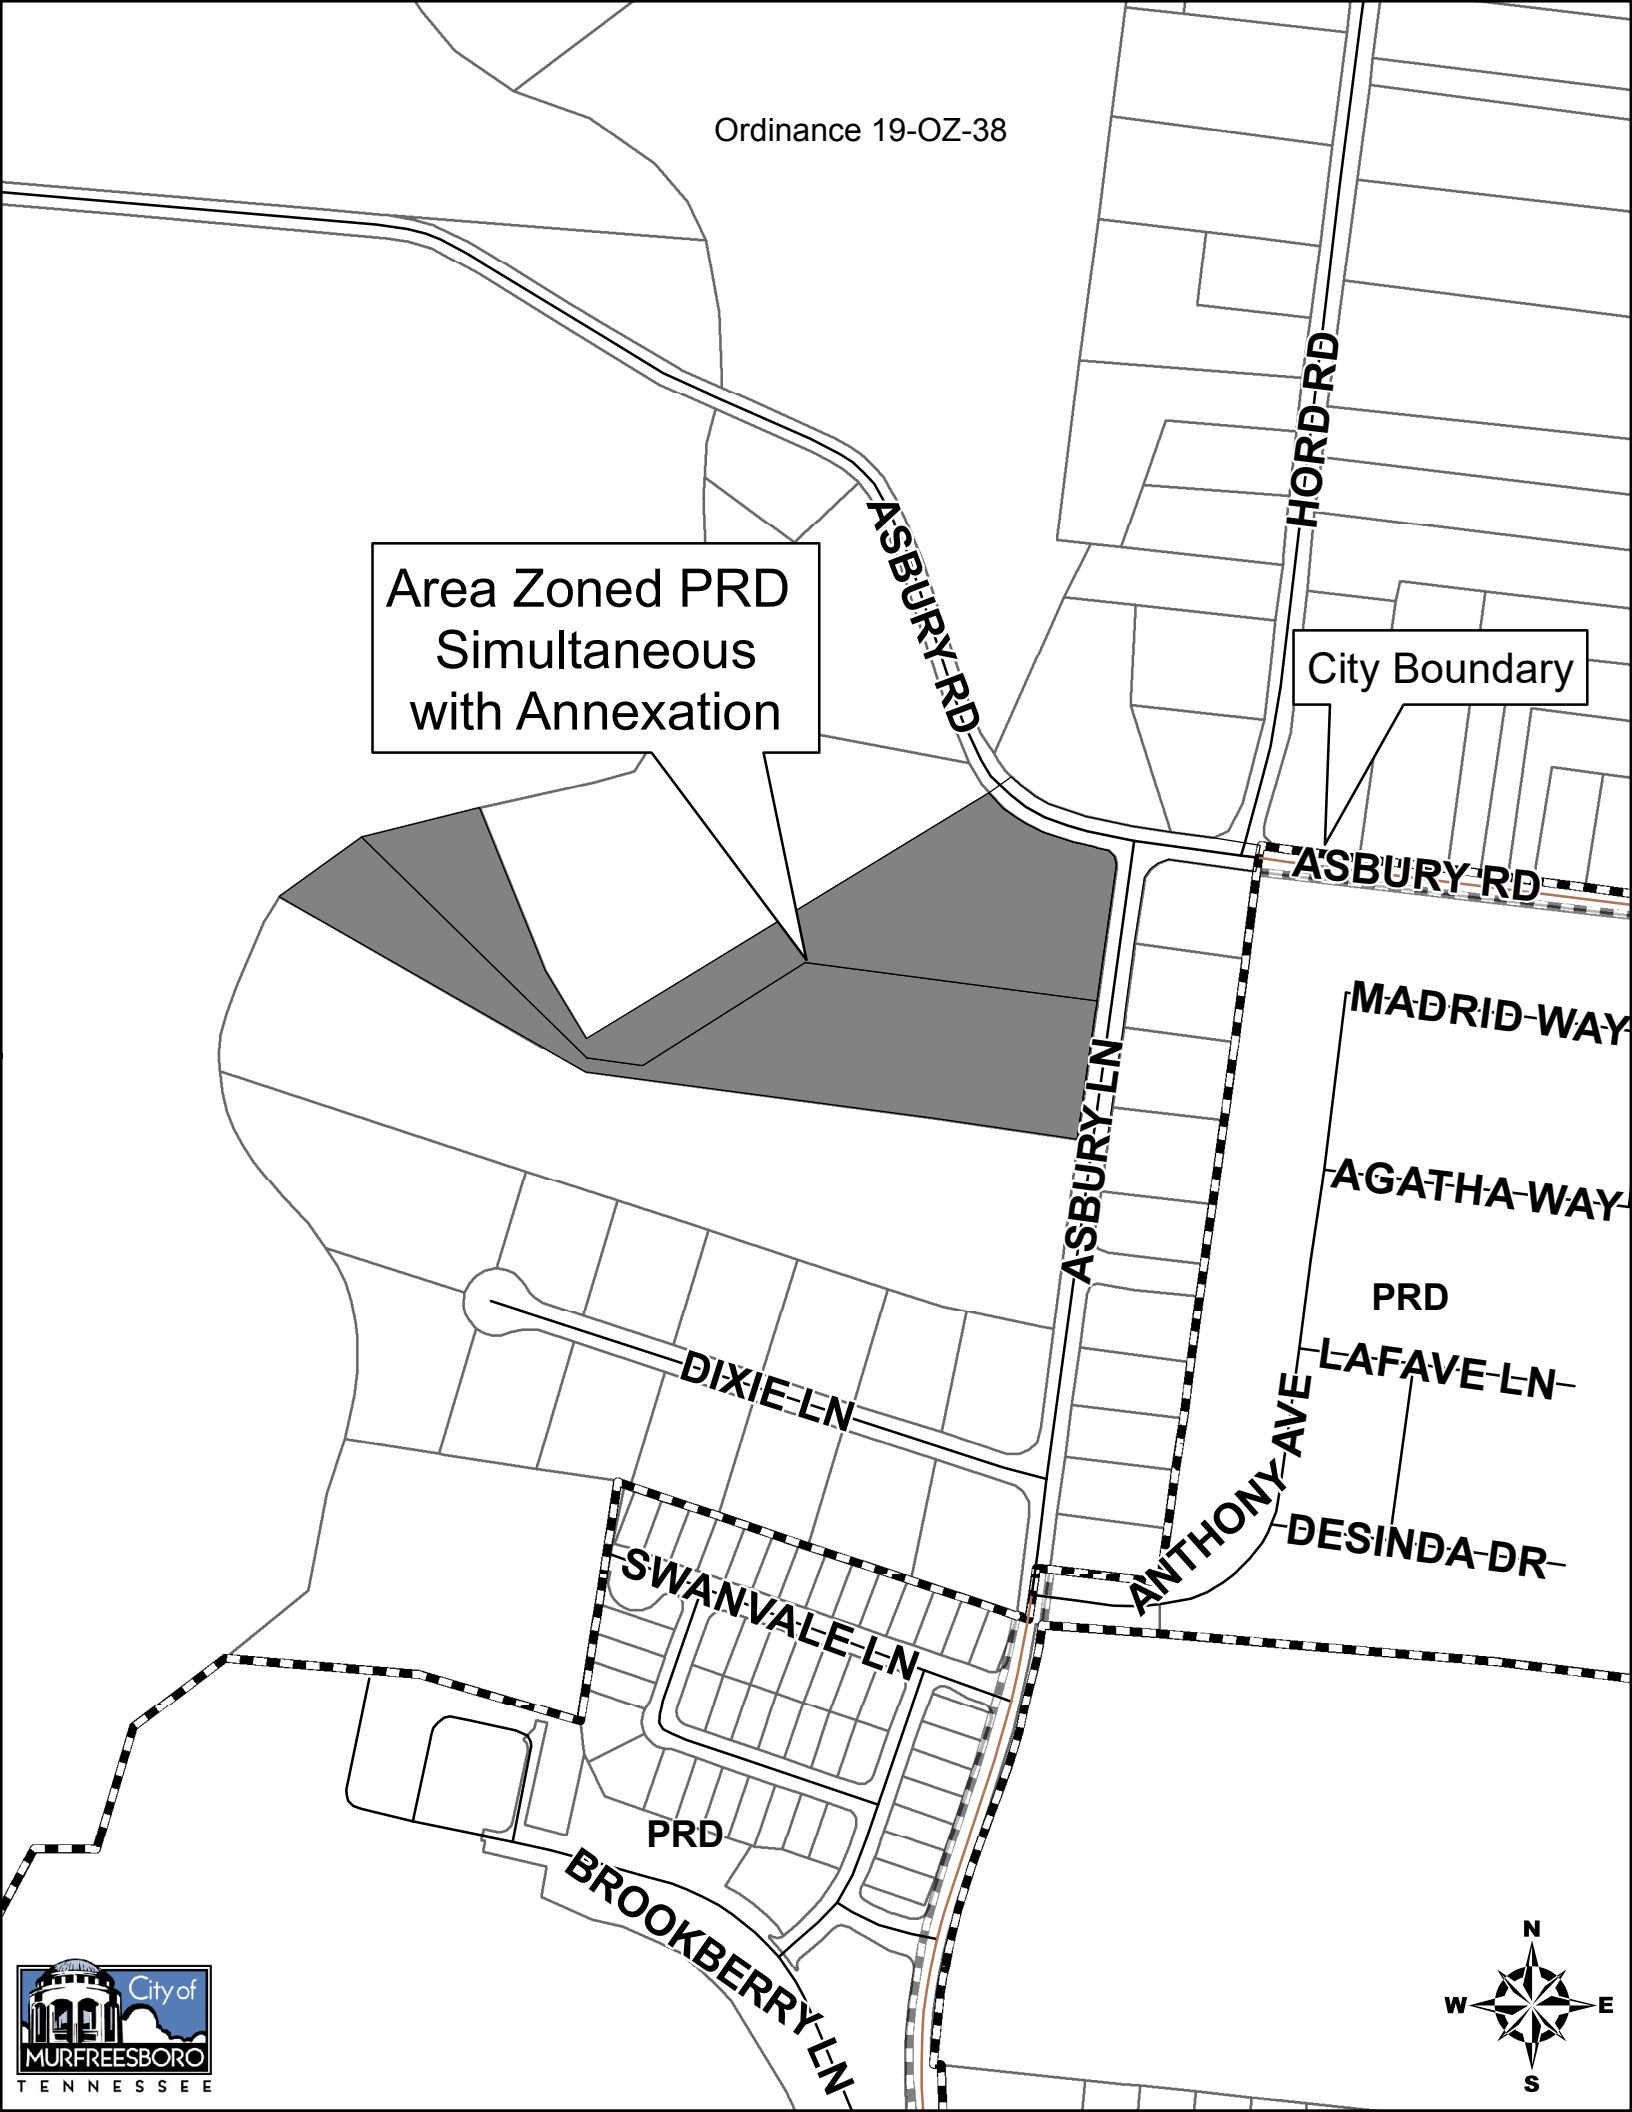 Ordinance 19-OZ-38
HORD RD
ASBURY RD
Area Zoned PRD
Simultaneous
with Annexation
City Boundary
ASBURY RD
MADRID WAY
ASBURY LN
AGATHA WAY
PRD
LAFAVE LN
DIXIE LN
ANTHONY AVE
DESINDA DR
SWANVALE LN
PRD
BROOKBERRY LN
City of
MURFREESBORO
TENNESSEE
N
W
E
S